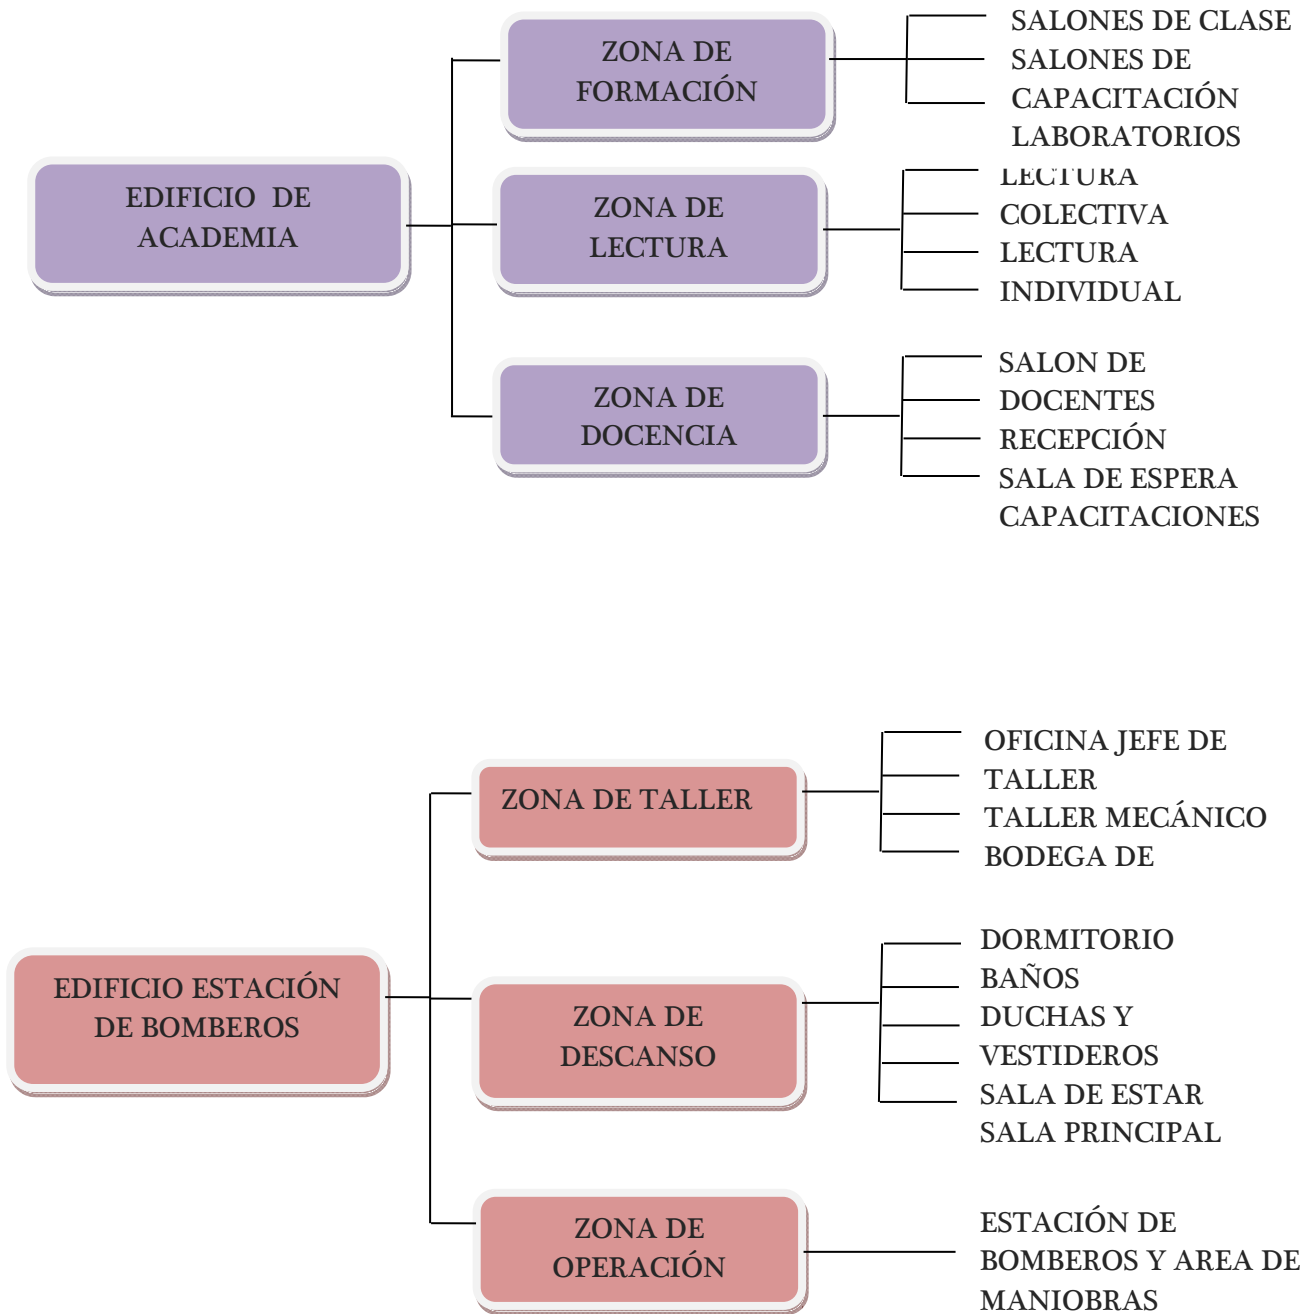 EDIFICIO DE
ACADEMIA
ZONA DE
FORMACIÓN
SALONES DE CLASE
SALONES DE
CAPACITACIÓN
LABORATORIOS
ZONA DE
LECTURA
LECTURA
COLECTIVA
LECTURA
INDIVIDUAL
ZONA DE
DOCENCIA
SALON DE
DOCENTES
RECEPCIÓN
SALA DE ESPERA
CAPACITACIONES
EDIFICIO ESTACIÓN
DE BOMBEROS
ZONA DE TALLER
OFICINA JEFE DE
TALLER
TALLER MECÁNICO
BODEGA DE
ZONA DE
DESCANSO
DORMITORIO
BAÑOS
DUCHAS Y
VESTIDEROS
SALA DE ESTAR
SALA PRINCIPAL
ZONA DE
OPERACIÓN
ESTACIÓN DE
BOMBEROS Y AREA DE
MANIOBRAS